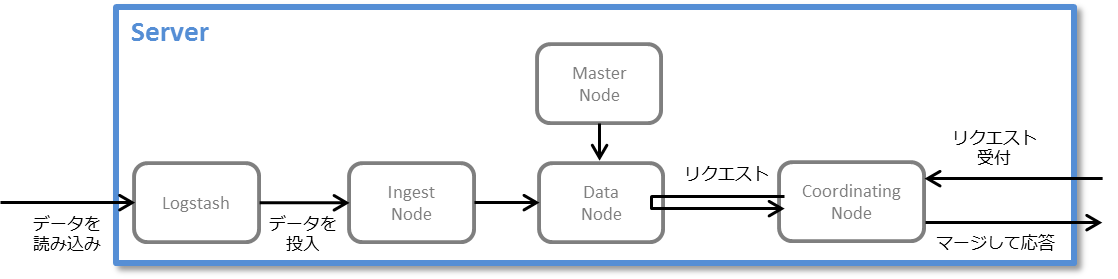 Server
Master
Node
リクエスト
受付
リクエスト
Logstash
Ingest
Node
Data
Node
Coordinating
Node
データを
読み込み
データを
投入
マージして応答